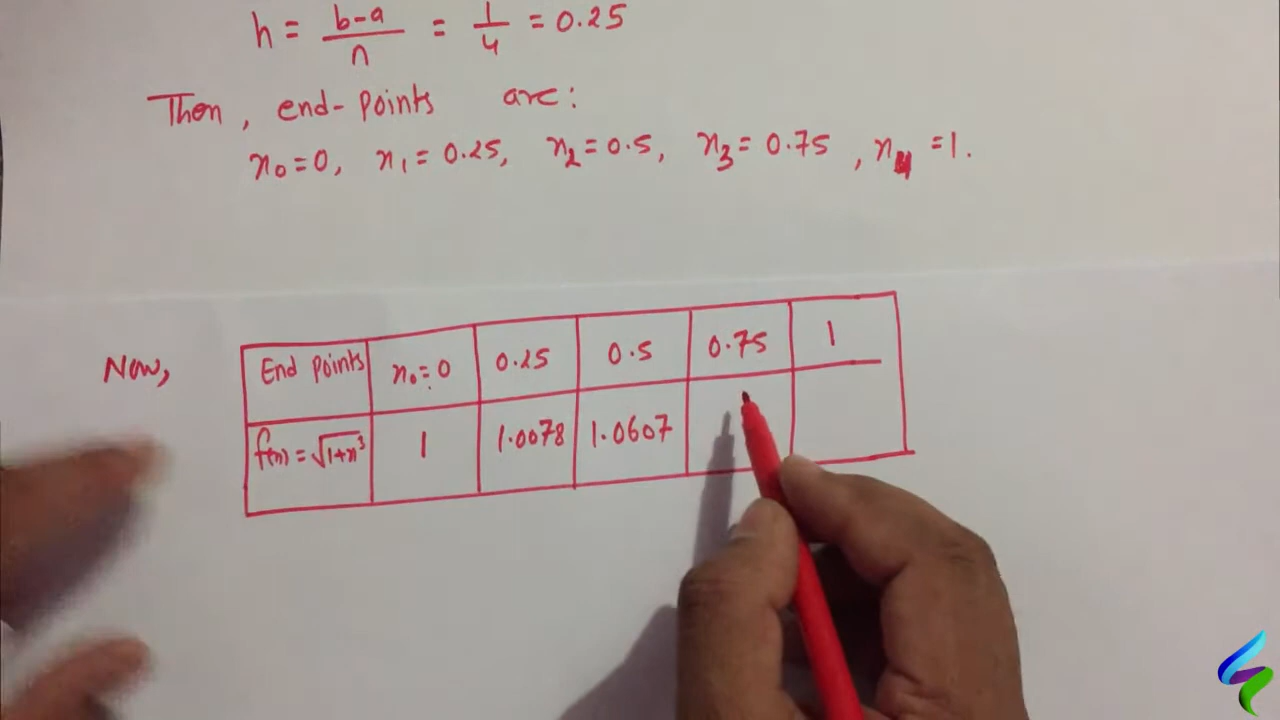 h = b-a/n = 1/4 = 0.25
Then, end-points are:
x₀=0, x₁=0.25, x₂=0.5, x₃=0.75, x₄=1.
Now,
End points x₀=0 0.25 0.5 0.75 1
f(x)=√1+x³ 1 1.0078 1.0607